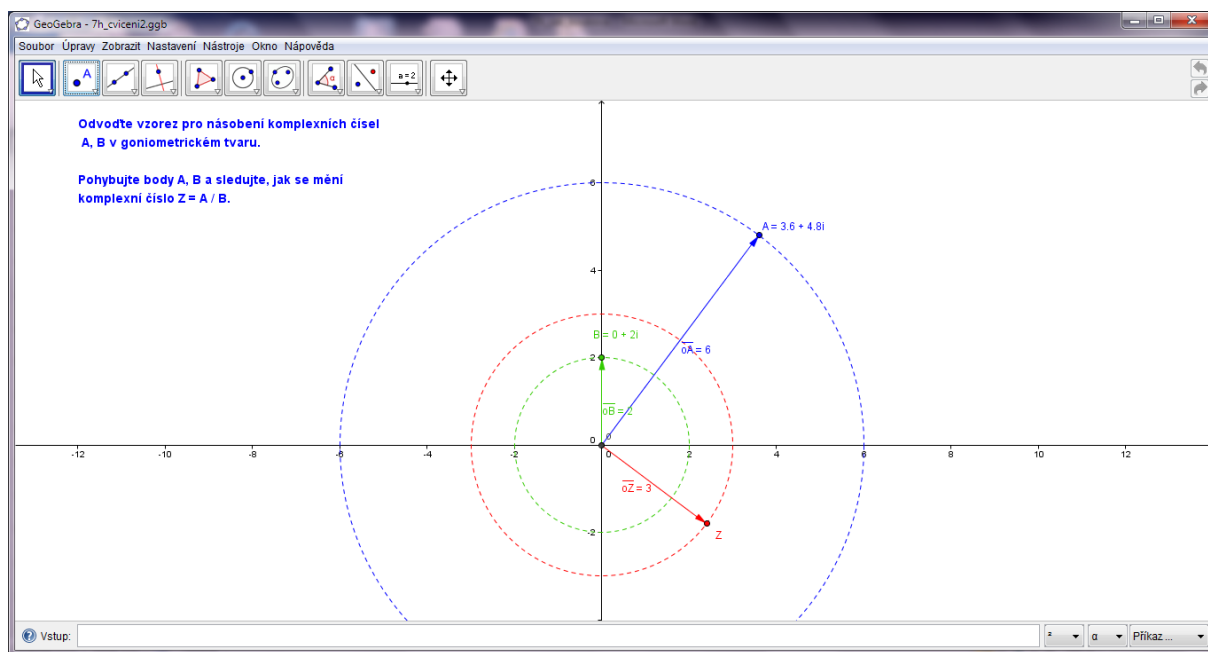 GeoGebra - 7h_cviceni2.ggb
Soubor Úpravy Zobrazit Nastavení Nástroje Okno Nápověda
A
α
a=2
Odvoďte vzorez pro násobení komplexních čísel
A, B v goniometrickém tvaru.
Pohybujte body A, B a sledujte, jak se mění
komplexní číslo Z = A / B.
6
A = 3.6 + 4.8i
4
B = 0 + 2i
oA = 6
2
oB = 2
0
o
-12 -10 -8 -6 -4 -2 0 2 4 6 8 10 12
oZ = 3
-2
Z
Vstup:
² α Příkaz ...